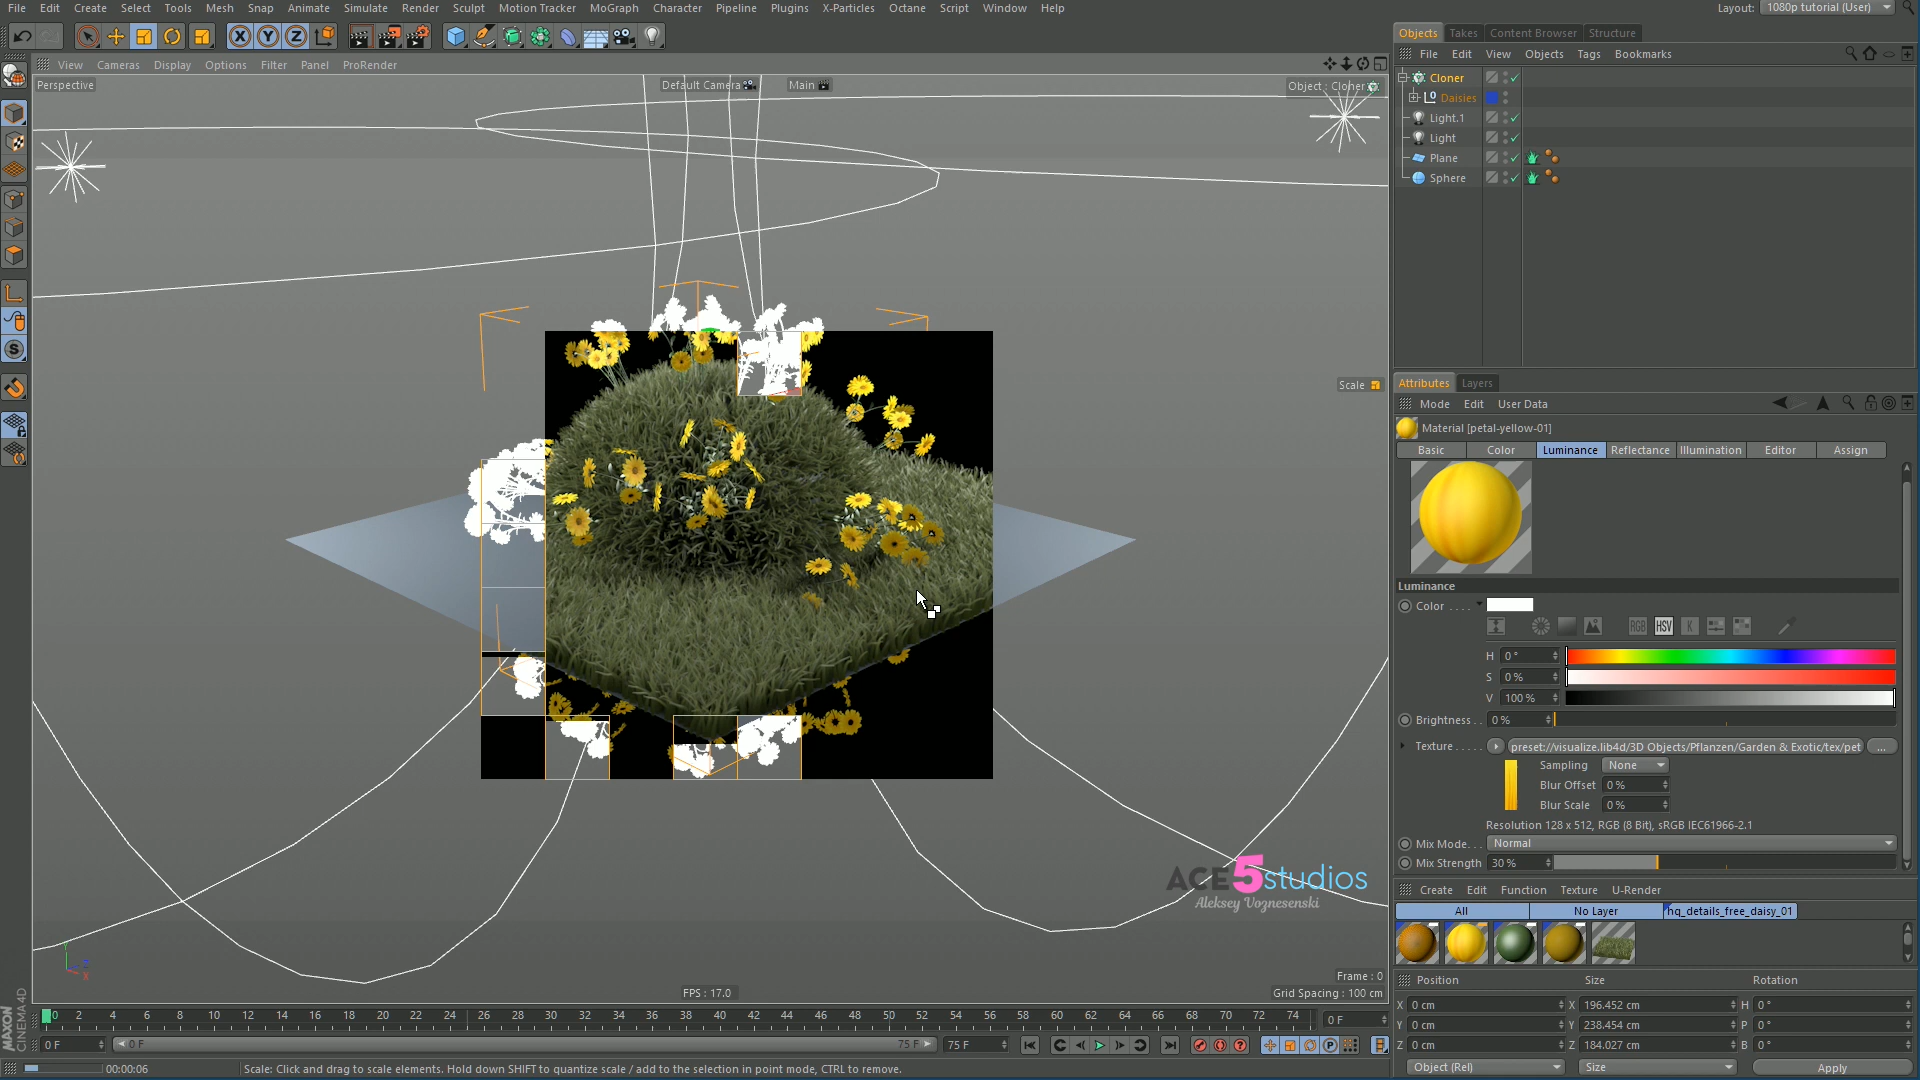 File Edit Create Select Tools Mesh Snap Animate Simulate Render Sculpt Motion Tracker MoGraph Character Pipeline Plugins X-Particles Octane Script Window Help
Layout: 1080p tutorial (User)
X Y Z
Objects Takes Content Browser Structure
File Edit View Objects Tags Bookmarks
View Cameras Display Options Filter Panel ProRender
Perspective
Default Camera
Main
Object : Cloner
Cloner
Daisies
Light.1
Light
Plane
Sphere
Scale
Attributes Layers
Mode Edit User Data
Material [petal-yellow-01]
Basic Color Luminance Reflectance Illumination Editor Assign
Luminance
Color . . . .
RGB HSV K
H 0 °
S 0 %
V 100 %
Brightness . . 0 %
Texture . . . . . preset://visualize.lib4d/3D Objects/Pflanzen/Garden & Exotic/tex/pet ...
Sampling None
Blur Offset 0 %
Blur Scale 0 %
Resolution 128 x 512, RGB (8 Bit), sRGB IEC61966-2.1
Mix Mode. . . Normal
Mix Strength 30 %
Create Edit Function Texture U-Render
All No Layer hq_details_free_daisy_01
ACE5studios
Aleksey Voznesenski
Frame : 0
FPS : 17.0
Grid Spacing : 100 cm
Position Size Rotation
X 0 cm X 196.452 cm H 0 °
Y 0 cm Y 238.454 cm P 0 °
Z 0 cm Z 184.027 cm B 0 °
Object (Rel) Size Apply
0 2 4 6 8 10 12 14 16 18 20 22 24 26 28 30 32 34 36 38 40 42 44 46 48 50 52 54 56 58 60 62 64 66 68 70 72 74 0 F
0 F 0 F 75 F 75 F
MAXON
CINEMA 4D
00:00:06 Scale: Click and drag to scale elements. Hold down SHIFT to quantize scale / add to the selection in point mode, CTRL to remove.